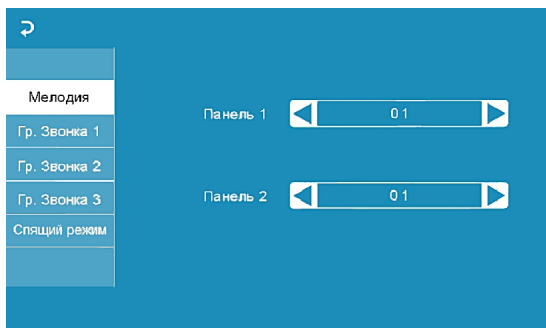 Мелодия
Гр. Звонка 1
Гр. Звонка 2
Гр. Звонка 3
Спящий режим
Панель 1 01
Панель 2 01